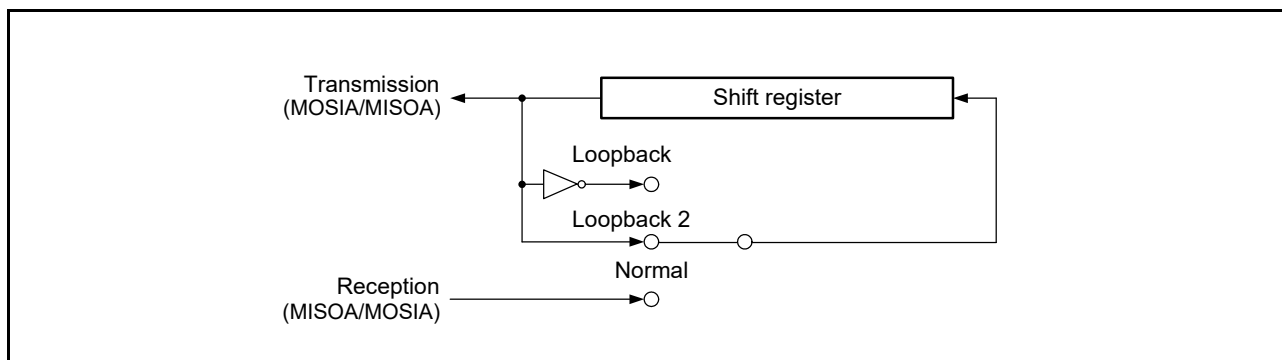 Transmission
(MOSIA/MISOA)
Shift register
Loopback
Loopback 2
Normal
Reception
(MISOA/MOSIA)